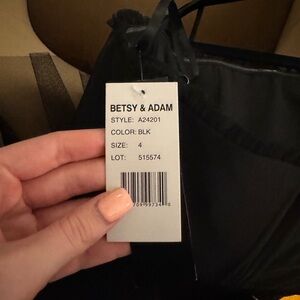 BETSY & ADAM
STYLE: A24201
COLOR: BLK
SIZE: 4
LOT: 515574